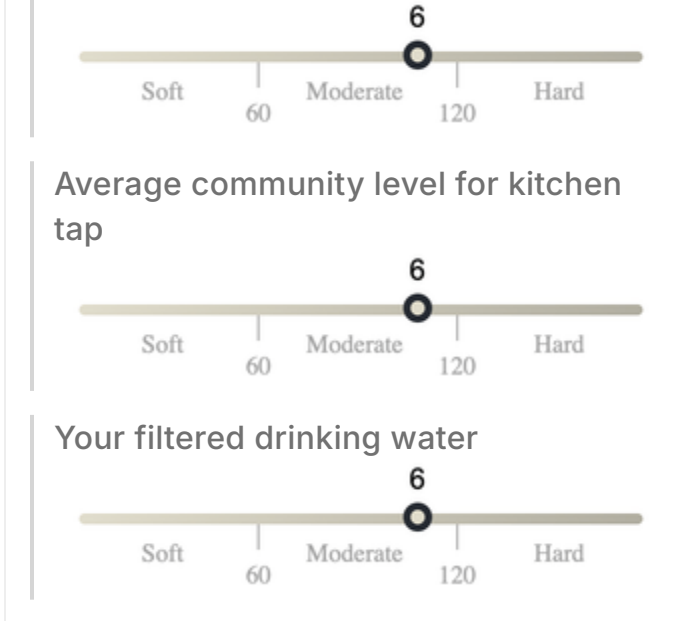 6
Soft Moderate Hard
60 120
Average community level for kitchen
tap
6
Soft Moderate Hard
60 120
Your filtered drinking water
6
Soft Moderate Hard
60 120